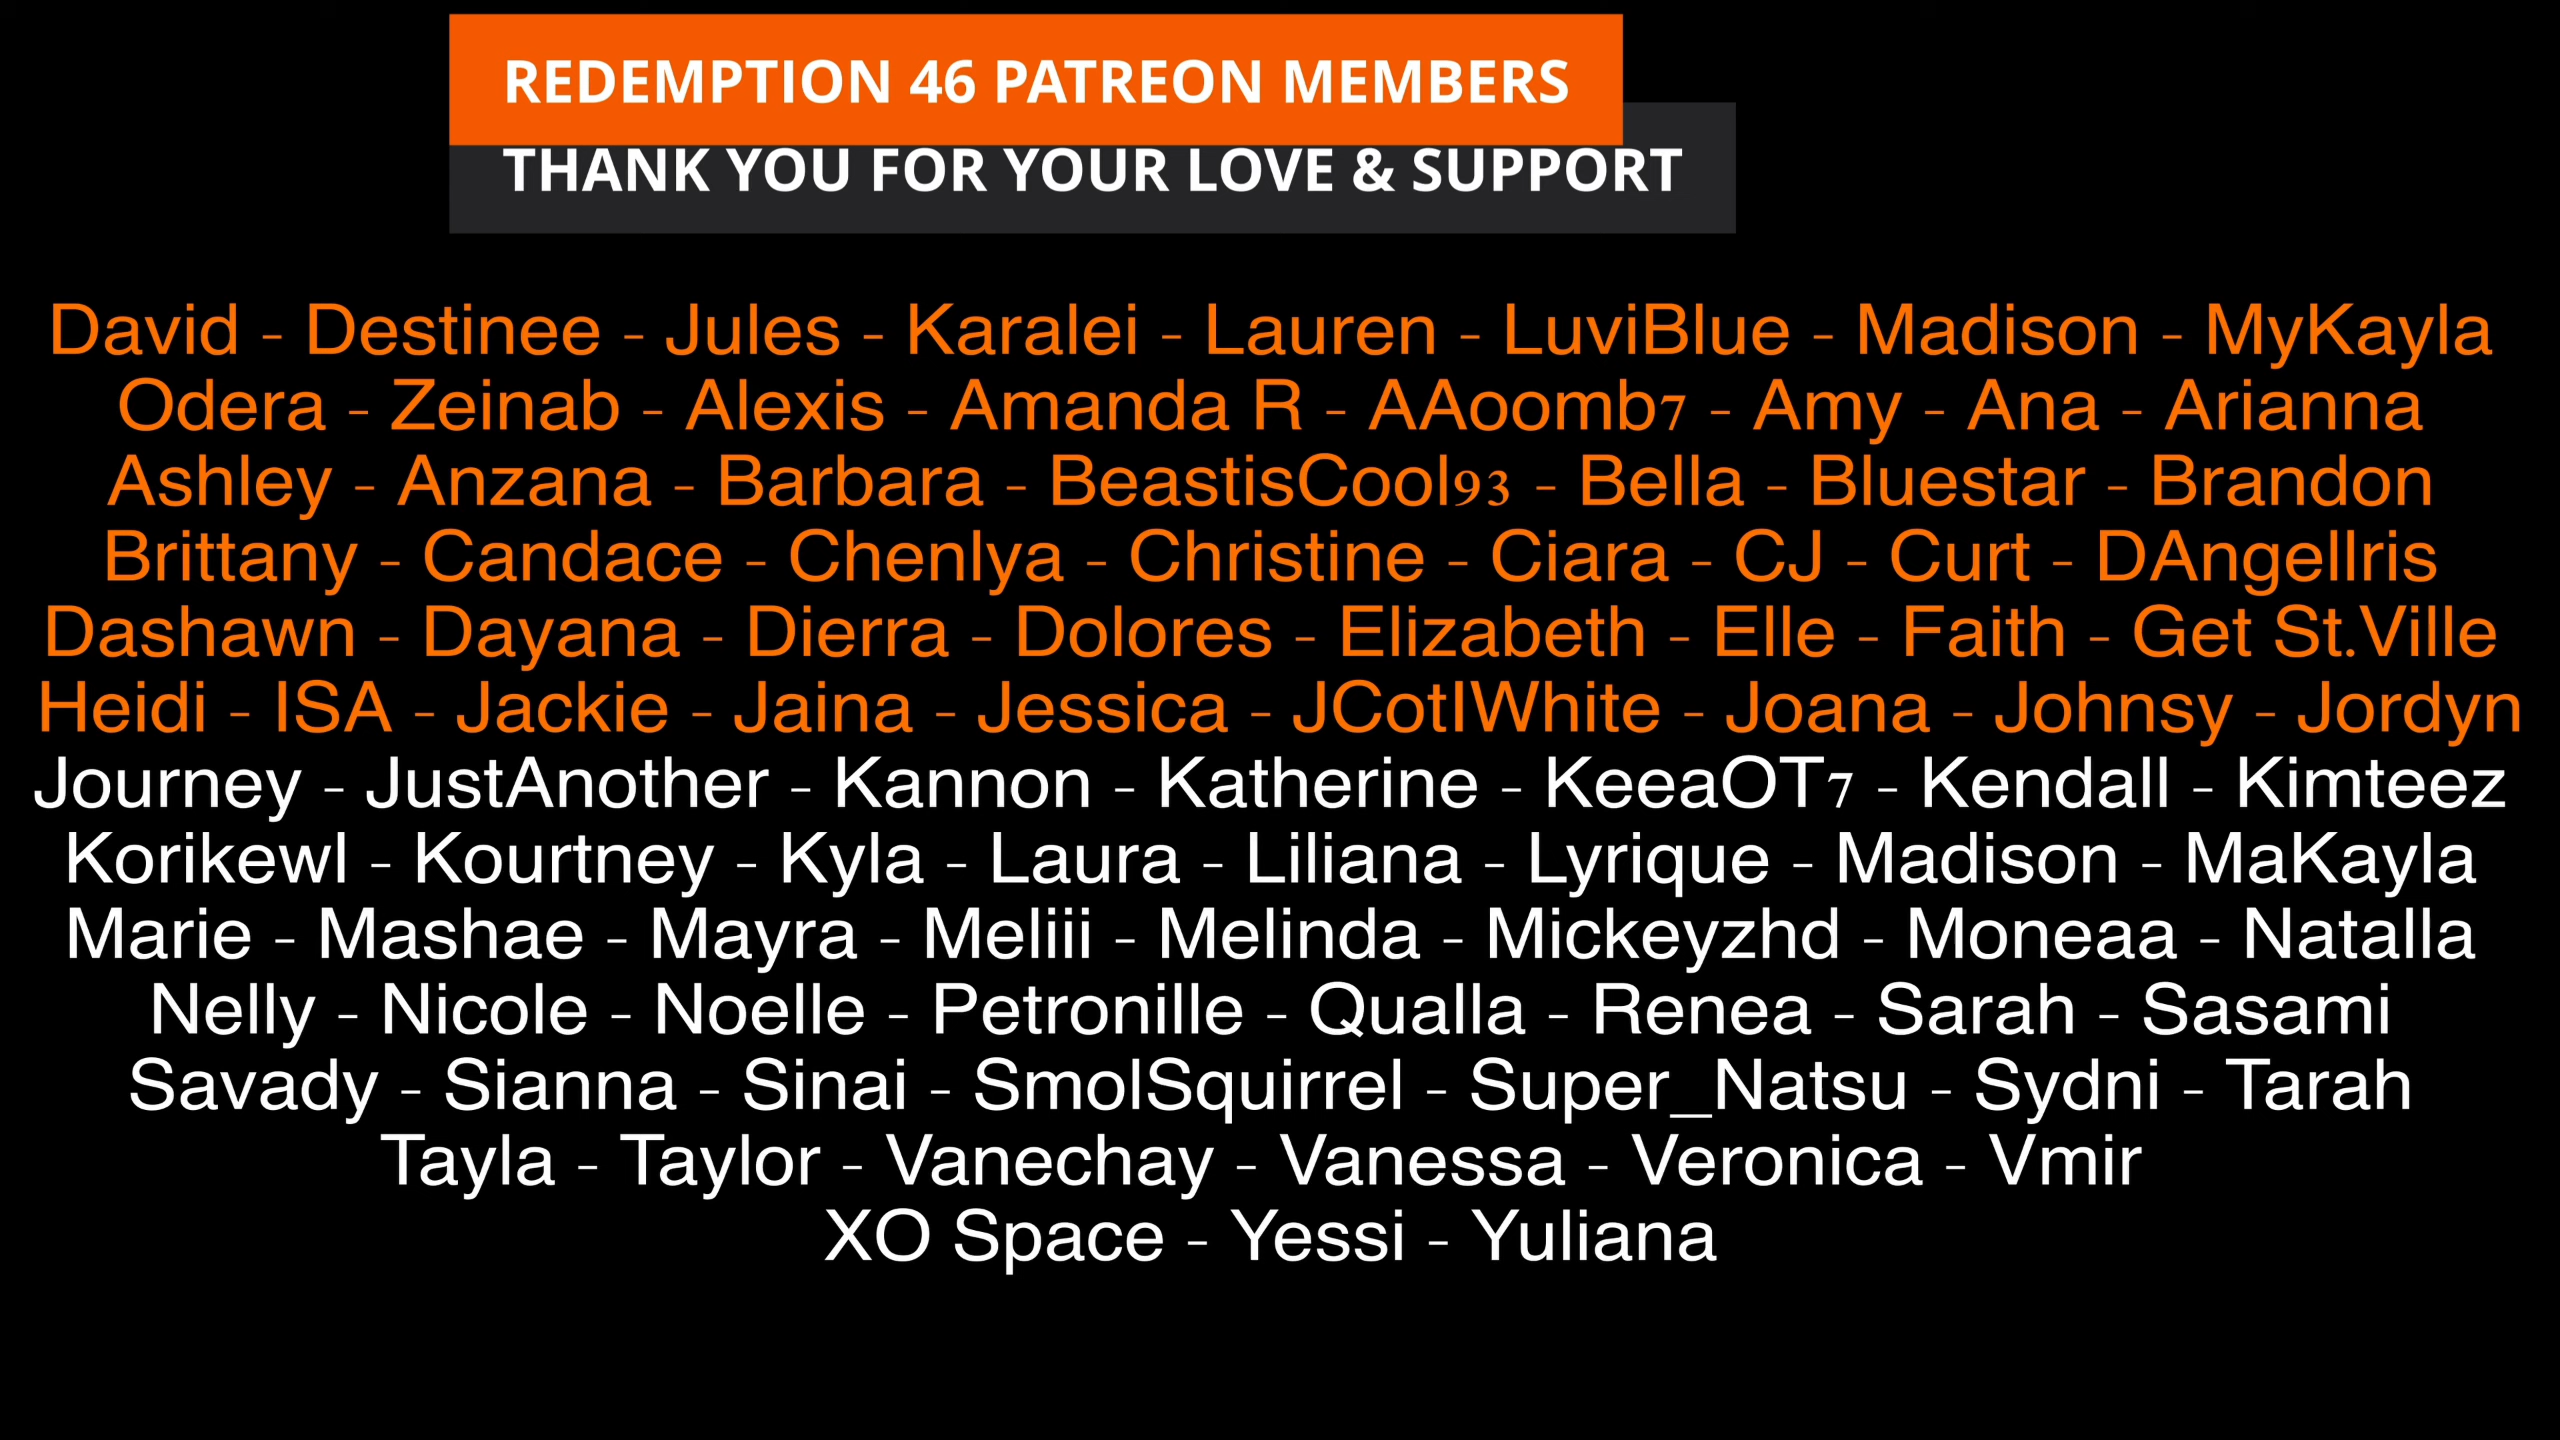 REDEMPTION 46 PATREON MEMBERS
THANK YOU FOR YOUR LOVE & SUPPORT
David - Destinee - Jules - Karalei - Lauren - LuviBlue - Madison - MyKayla
Odera - Zeinab - Alexis - Amanda R - AAoomb7 - Amy - Ana - Arianna
Ashley - Anzana - Barbara - BeastisCool93 - Bella - Bluestar - Brandon
Brittany - Candace - Chenlya - Christine - Ciara - CJ - Curt - DAngelIris
Dashawn - Dayana - Dierra - Dolores - Elizabeth - Elle - Faith - Get St.Ville
Heidi - ISA - Jackie - Jaina - Jessica - JCotIWhite - Joana - Johnsy - Jordyn
Journey - JustAnother - Kannon - Katherine - KeeaOT7 - Kendall - Kimteez
Korikewl - Kourtney - Kyla - Laura - Liliana - Lyrique - Madison - MaKayla
Marie - Mashae - Mayra - Meliii - Melinda - Mickeyzhd - Moneaa - Natalla
Nelly - Nicole - Noelle - Petronille - Qualla - Renea - Sarah - Sasami
Savady - Sianna - Sinai - SmolSquirrel - Super_Natsu - Sydni - Tarah
Tayla - Taylor - Vanechay - Vanessa - Veronica - Vmir
XO Space - Yessi - Yuliana